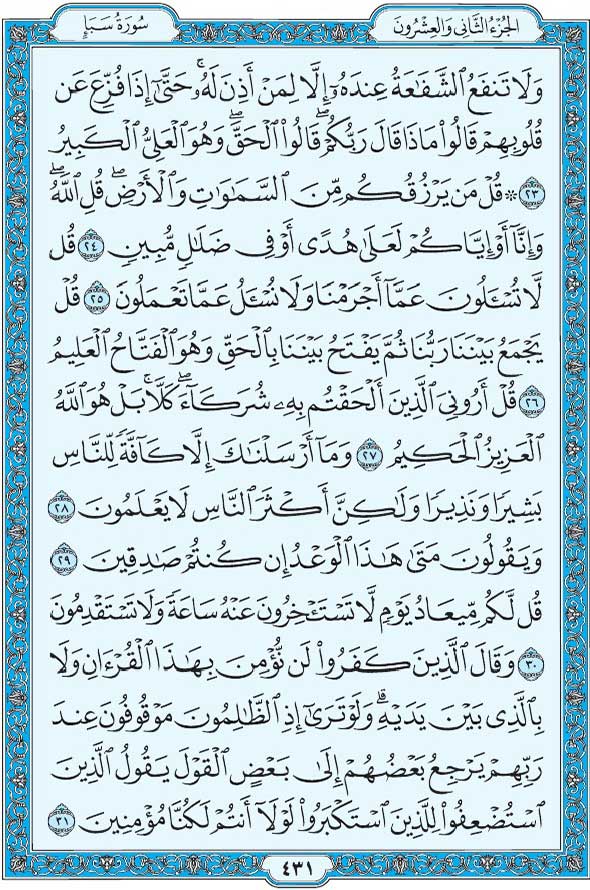 الجزء الثاني والعشرون
سورة سبإ
وَلَا تَنفَعُ ٱلشَّفَـٰعَةُ عِندَهُۥٓ إِلَّا لِمَنْ أَذِنَ لَهُۥۚ حَتَّىٰٓ إِذَا فُزِّعَ عَن
قُلُوبِهِمْ قَالُوا۟ مَاذَا قَالَ رَبُّكُمْۖ قَالُوا۟ ٱلْحَقَّۖ وَهُوَ ٱلْعَلِىُّ ٱلْكَبِيرُ
٢٣ ۞ قُلْ مَن يَرْزُقُكُم مِّنَ ٱلسَّمَـٰوَٰتِ وَٱلْأَرْضِۖ قُلِ ٱللَّهُۖ
وَإِنَّآ أَوْ إِيَّاكُمْ لَعَلَىٰ هُدًى أَوْ فِى ضَلَـٰلٍ مُّبِينٍ ٢٤ قُل
لَّا تُسْـَٔلُونَ عَمَّآ أَجْرَمْنَا وَلَا نُسْـَٔلُ عَمَّا تَعْمَلُونَ ٢٥ قُلْ
يَجْمَعُ بَيْنَنَا رَبُّنَا ثُمَّ يَفْتَحُ بَيْنَنَا بِٱلْحَقِّ وَهُوَ ٱلْفَتَّاحُ ٱلْعَلِيمُ
٢٦ قُلْ أَرُونِىَ ٱلَّذِينَ أَلْحَقْتُم بِهِۦ شُرَكَآءَۖ كَلَّاۚ بَلْ هُوَ ٱللَّهُ
ٱلْعَزِيزُ ٱلْحَكِيمُ ٢٧ وَمَآ أَرْسَلْنَـٰكَ إِلَّا كَآفَّةً لِّلنَّاسِ
بَشِيرًا وَنَذِيرًا وَلَـٰكِنَّ أَكْثَرَ ٱلنَّاسِ لَا يَعْلَمُونَ ٢٨
وَيَقُولُونَ مَتَىٰ هَـٰذَا ٱلْوَعْدُ إِن كُنتُمْ صَـٰدِقِينَ ٢٩
قُل لَّكُم مِّيعَادُ يَوْمٍ لَّا تَسْتَـْٔخِرُونَ عَنْهُ سَاعَةً وَلَا تَسْتَقْدِمُونَ
٣٠ وَقَالَ ٱلَّذِينَ كَفَرُوا۟ لَن نُّؤْمِنَ بِهَـٰذَا ٱلْقُرْءَانِ وَلَا
بِٱلَّذِى بَيْنَ يَدَيْهِۗ وَلَوْ تَرَىٰٓ إِذِ ٱلظَّـٰلِمُونَ مَوْقُوفُونَ عِندَ
رَبِّهِمْ يَرْجِعُ بَعْضُهُمْ إِلَىٰ بَعْضٍ ٱلْقَوْلَ يَقُولُ ٱلَّذِينَ
ٱسْتُضْعِفُوا۟ لِلَّذِينَ ٱسْتَكْبَرُوا۟ لَوْلَآ أَنتُمْ لَكُنَّا مُؤْمِنِينَ ٣١
٤٣١